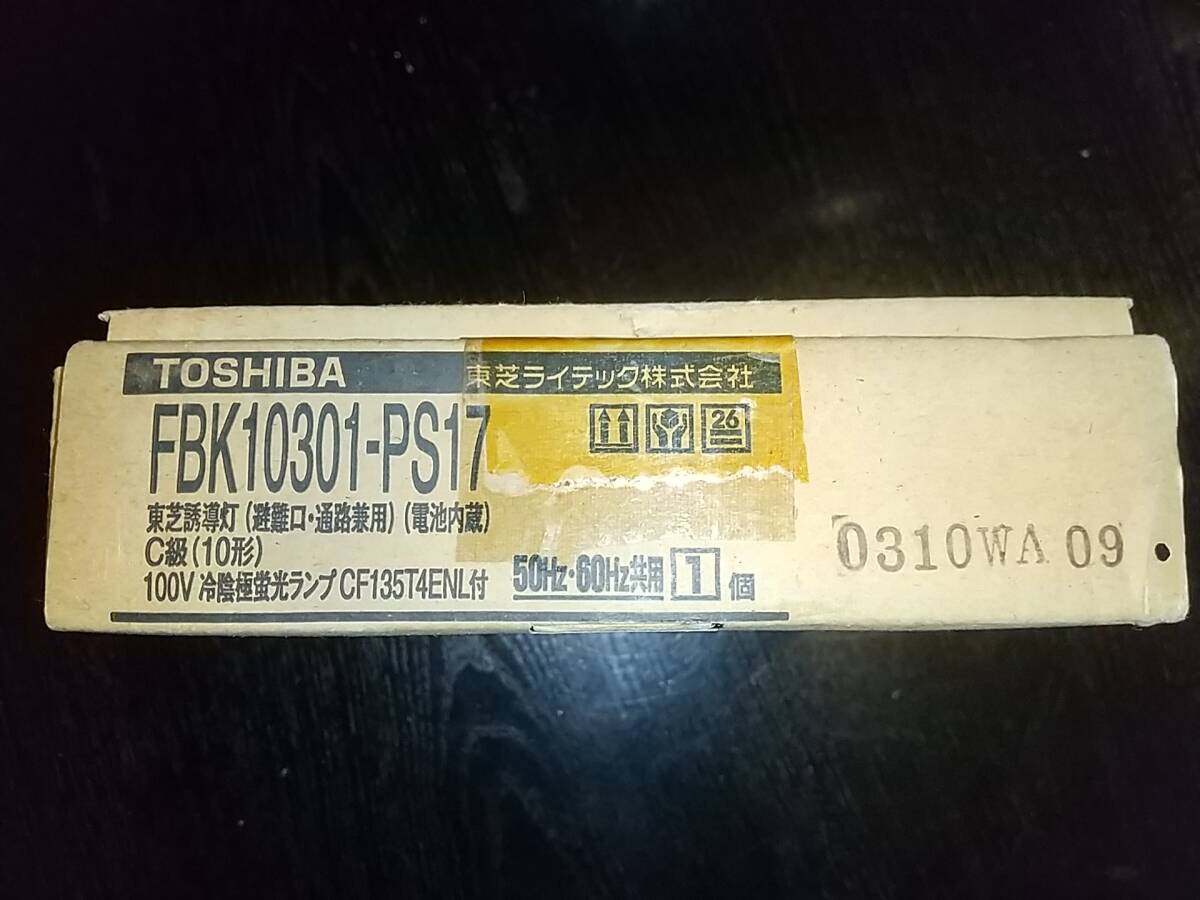 TOSHIBA 東芝ライテック株式会社
FBK10301-PS17
26
東芝誘導灯(避難口・通路兼用)(電池内蔵)
C級(10形)
100V 冷陰極蛍光ランプCF135T4ENL付 50Hz・60Hz共用 1個
0310WA 09